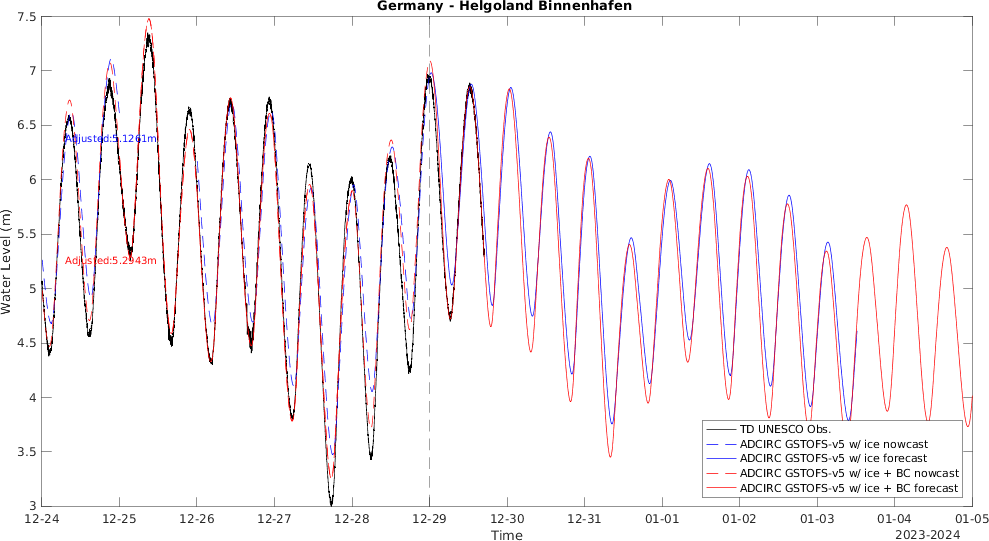 Germany - Helgoland Binnenhafen
7.5
7
6.5
6
5.5
5
4.5
4
3.5
3
Water Level (m)
Adjusted:5.1261m
Adjusted:5.2943m
TD UNESCO Obs.
ADCIRC GSTOFS-v5 w/ ice nowcast
ADCIRC GSTOFS-v5 w/ ice forecast
ADCIRC GSTOFS-v5 w/ ice + BC nowcast
ADCIRC GSTOFS-v5 w/ ice + BC forecast
12-24 12-25 12-26 12-27 12-28 12-29 12-30 12-31 01-01 01-02 01-03 01-04 01-05
Time
2023-2024